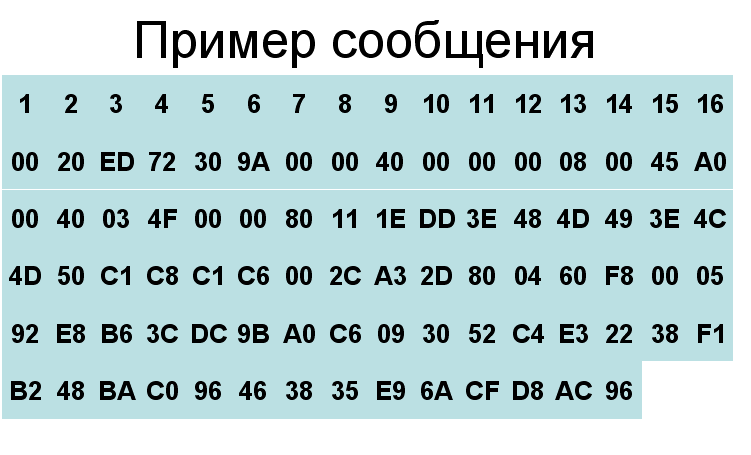 Пример сообщения
1 2 3 4 5 6 7 8 9 10 11 12 13 14 15 16
00 20 ED 72 30 9A 00 00 40 00 00 00 08 00 45 A0
00 40 03 4F 00 00 80 11 1E DD 3E 48 4D 49 3E 4C
4D 50 C1 C8 C1 C6 00 2C A3 2D 80 04 60 F8 00 05
92 E8 B6 3C DC 9B A0 C6 09 30 52 C4 E3 22 38 F1
B2 48 BA C0 96 46 38 35 E9 6A CF D8 AC 96